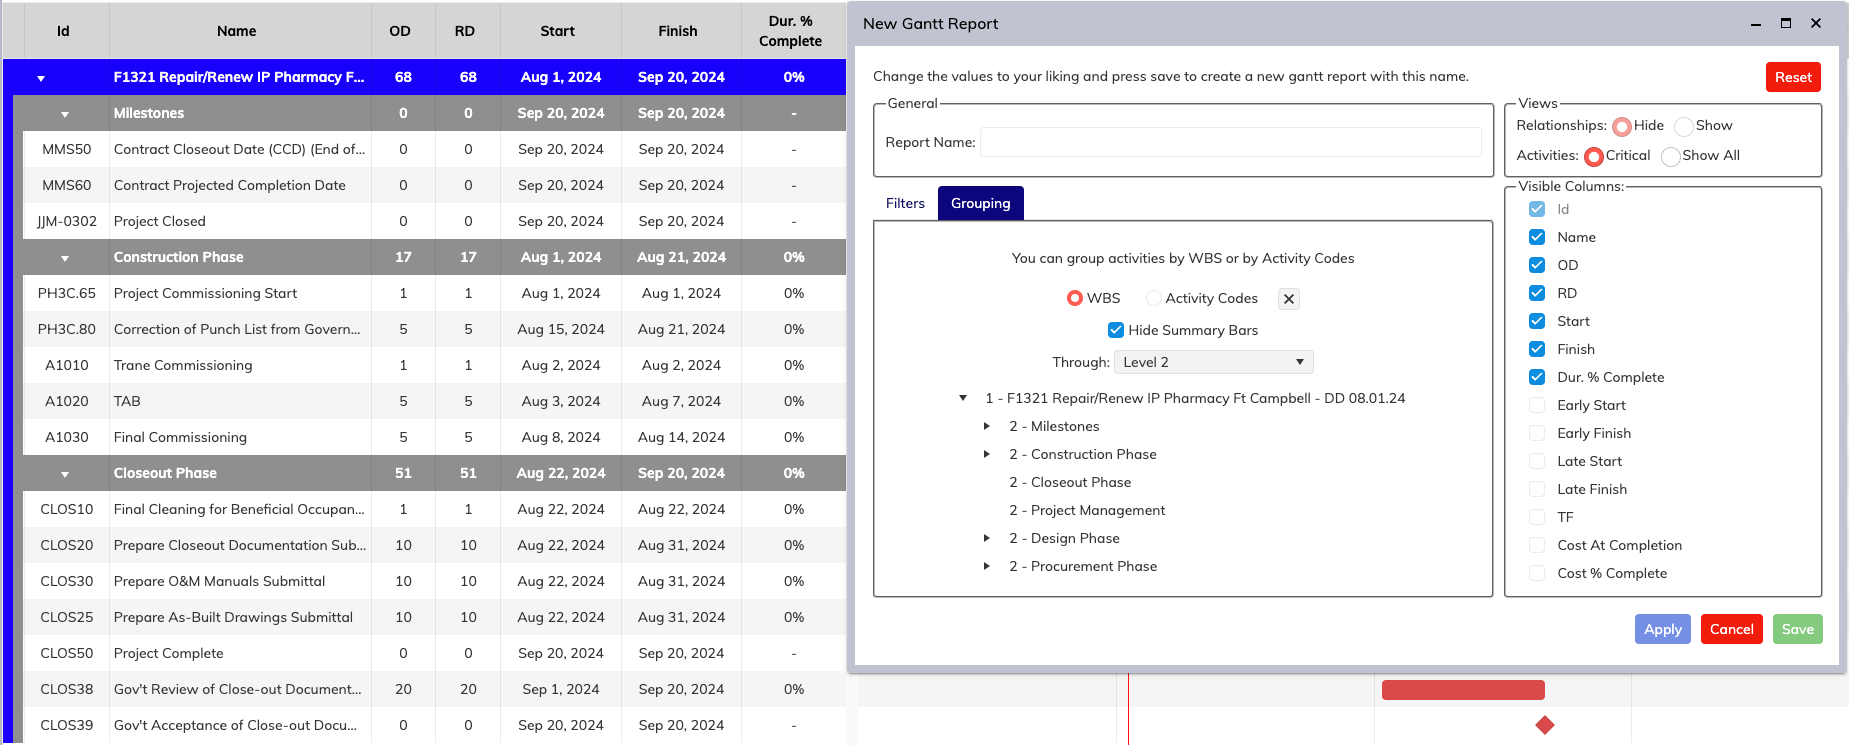 Id Name OD RD Start Finish Dur. % Complete
F1321 Repair/Renew IP Pharmacy F... 68 68 Aug 1, 2024 Sep 20, 2024 0%
Milestones 0 0 Sep 20, 2024 Sep 20, 2024 -
MMS50 Contract Closeout Date (CCD) (End of... 0 0 Sep 20, 2024 Sep 20, 2024 -
MMS60 Contract Projected Completion Date 0 0 Sep 20, 2024 Sep 20, 2024 -
JJM-0302 Project Closed 0 0 Sep 20, 2024 Sep 20, 2024 -
Construction Phase 17 17 Aug 1, 2024 Aug 21, 2024 0%
PH3C.65 Project Commissioning Start 1 1 Aug 1, 2024 Aug 1, 2024 0%
PH3C.80 Correction of Punch List from Govern... 5 5 Aug 15, 2024 Aug 21, 2024 0%
A1010 Trane Commissioning 1 1 Aug 2, 2024 Aug 2, 2024 0%
A1020 TAB 5 5 Aug 3, 2024 Aug 7, 2024 0%
A1030 Final Commissioning 5 5 Aug 8, 2024 Aug 14, 2024 0%
Closeout Phase 51 51 Aug 22, 2024 Sep 20, 2024 0%
CLOS10 Final Cleaning for Beneficial Occupan... 1 1 Aug 22, 2024 Aug 22, 2024 0%
CLOS20 Prepare Closeout Documentation Sub... 10 10 Aug 22, 2024 Aug 31, 2024 0%
CLOS30 Prepare O&M Manuals Submittal 10 10 Aug 22, 2024 Aug 31, 2024 0%
CLOS25 Prepare As-Built Drawings Submittal 10 10 Aug 22, 2024 Aug 31, 2024 0%
CLOS50 Project Complete 0 0 Sep 20, 2024 Sep 20, 2024 -
CLOS38 Gov't Review of Close-out Document... 20 20 Sep 1, 2024 Sep 20, 2024 0%
CLOS39 Gov't Acceptance of Close-out Docu... 0 0 Sep 20, 2024 Sep 20, 2024 -
New Gantt Report
Change the values to your liking and press save to create a new gantt report with this name.
Reset
General
Report Name:
Views
Relationships: Hide Show
Activities: Critical Show All
Filters Grouping
You can group activities by WBS or by Activity Codes
WBS Activity Codes
Hide Summary Bars
Through: Level 2
1 - F1321 Repair/Renew IP Pharmacy Ft Campbell - DD 08.01.24
2 - Milestones
2 - Construction Phase
2 - Closeout Phase
2 - Project Management
2 - Design Phase
2 - Procurement Phase
Visible Columns:
Id
Name
OD
RD
Start
Finish
Dur. % Complete
Early Start
Early Finish
Late Start
Late Finish
TF
Cost At Completion
Cost % Complete
Apply Cancel Save